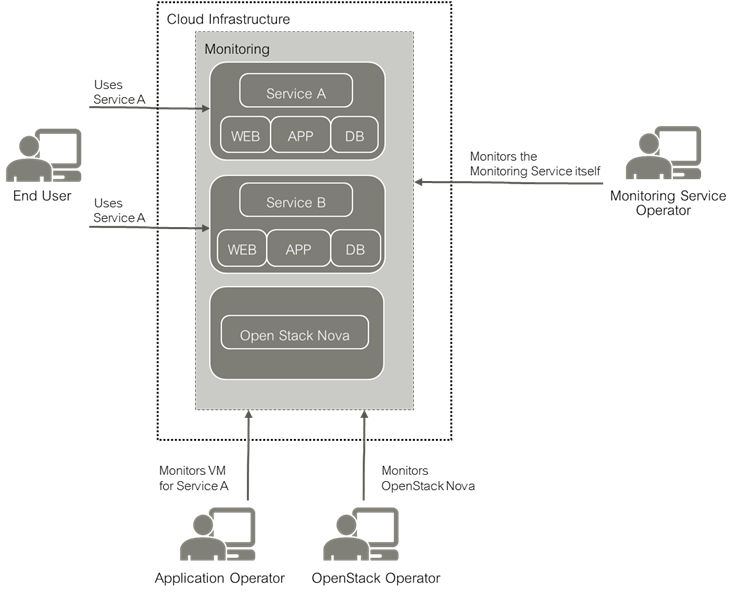 Cloud Infrastructure
Monitoring
Uses
Service A
Service A
WEB
APP
DB
End User
Monitors the
Monitoring Service itself
Monitoring Service
Operator
Uses
Service A
Service B
WEB
APP
DB
Open Stack Nova
Monitors VM
for Service A
Monitors
OpenStack Nova
Application Operator
OpenStack Operator